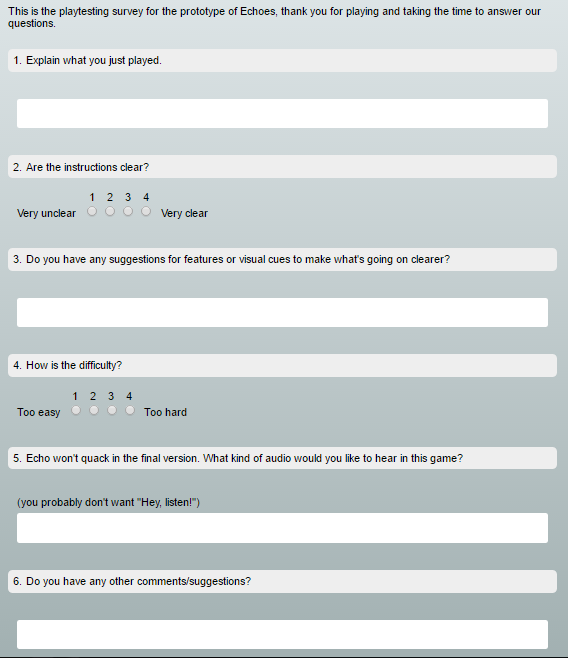 This is the playtesting survey for the prototype of Echoes, thank you for playing and taking the time to answer our
questions.
1. Explain what you just played.
2. Are the instructions clear?
1 2 3 4
Very unclear Very clear
3. Do you have any suggestions for features or visual cues to make what's going on clearer?
4. How is the difficulty?
1 2 3 4
Too easy Too hard
5. Echo won't quack in the final version. What kind of audio would you like to hear in this game?
(you probably don't want "Hey, listen!")
6. Do you have any other comments/suggestions?